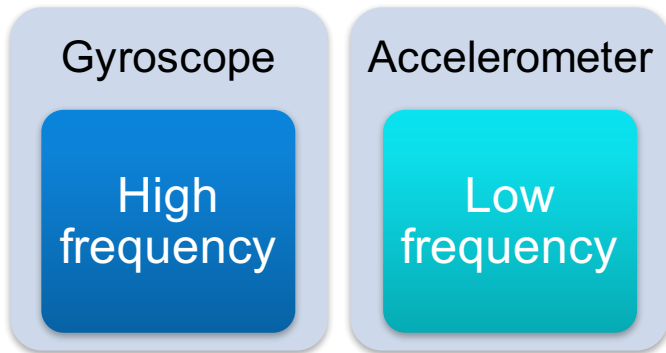 Gyroscope
High
frequency
Accelerometer
Low
frequency